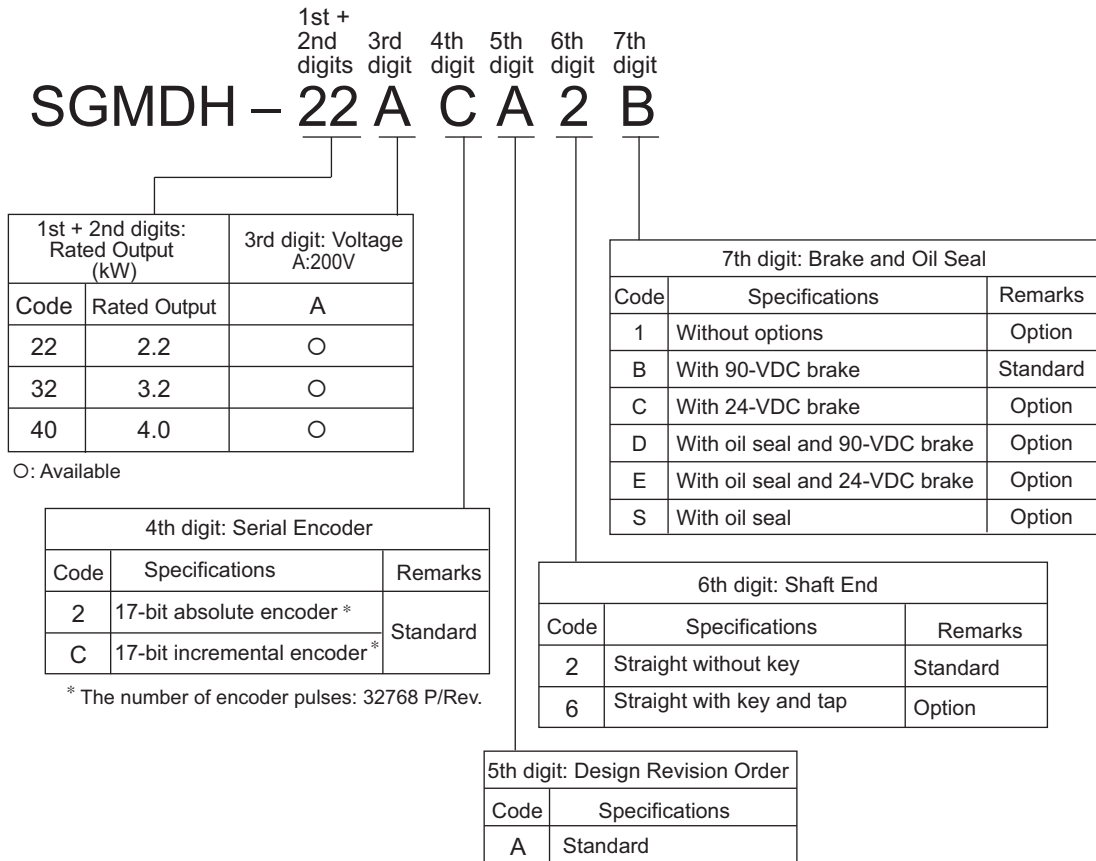 1st +
2nd
digits
3rd
digit
4th
digit
5th
digit
6th
digit
7th
digit
SGMDH – 22 A C A 2 B
1st + 2nd digits:
Rated Output
(kW)
3rd digit: Voltage
A:200V
Code Rated Output A
22 2.2 ○
32 3.2 ○
40 4.0 ○
○: Available
7th digit: Brake and Oil Seal
Code Specifications Remarks
1 Without options Option
B With 90-VDC brake Standard
C With 24-VDC brake Option
D With oil seal and 90-VDC brake Option
E With oil seal and 24-VDC brake Option
S With oil seal Option
4th digit: Serial Encoder
Code Specifications Remarks
2 17-bit absolute encoder *
Standard
C 17-bit incremental encoder *
* The number of encoder pulses: 32768 P/Rev.
6th digit: Shaft End
Code Specifications Remarks
2 Straight without key Standard
6 Straight with key and tap Option
5th digit: Design Revision Order
Code Specifications
A Standard